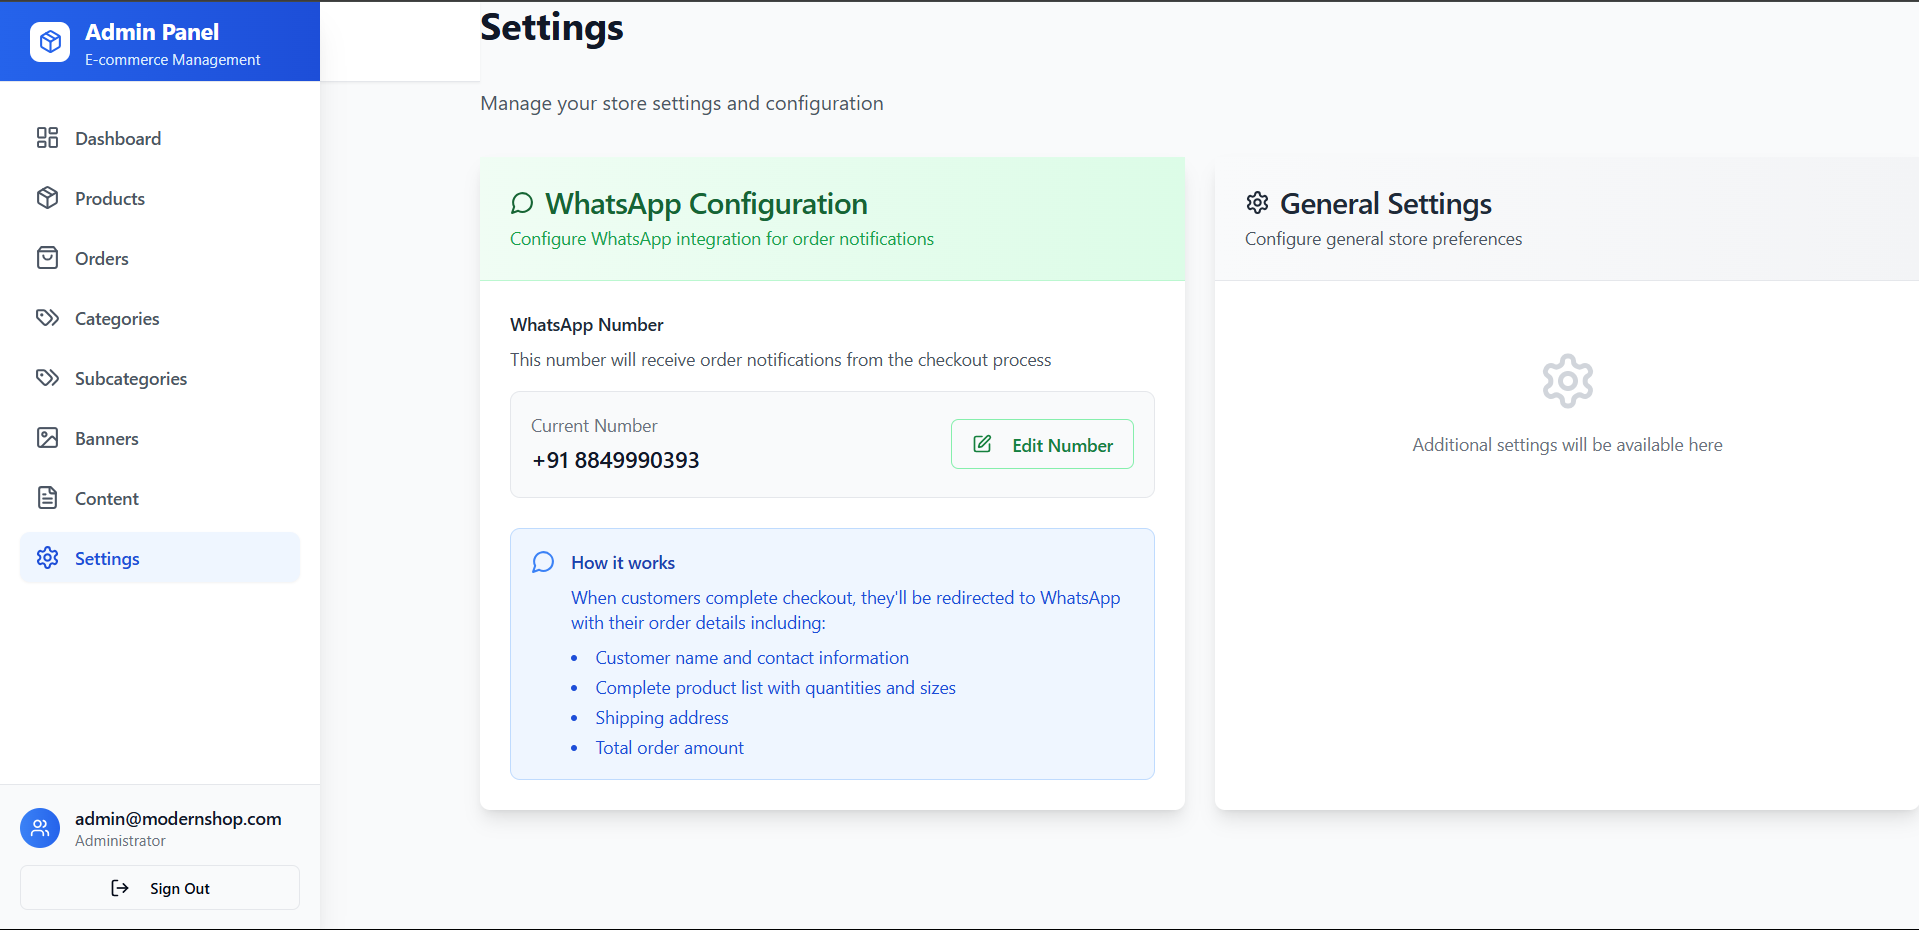 Admin Panel
E-commerce Management
Dashboard
Products
Orders
Categories
Subcategories
Banners
Content
Settings
admin@modernshop.com
Administrator
Sign Out
Settings
Manage your store settings and configuration
WhatsApp Configuration
Configure WhatsApp integration for order notifications
WhatsApp Number
This number will receive order notifications from the checkout process
Current Number
+91 8849990393
Edit Number
How it works
When customers complete checkout, they'll be redirected to WhatsApp
with their order details including:
• Customer name and contact information
• Complete product list with quantities and sizes
• Shipping address
• Total order amount
General Settings
Configure general store preferences
Additional settings will be available here